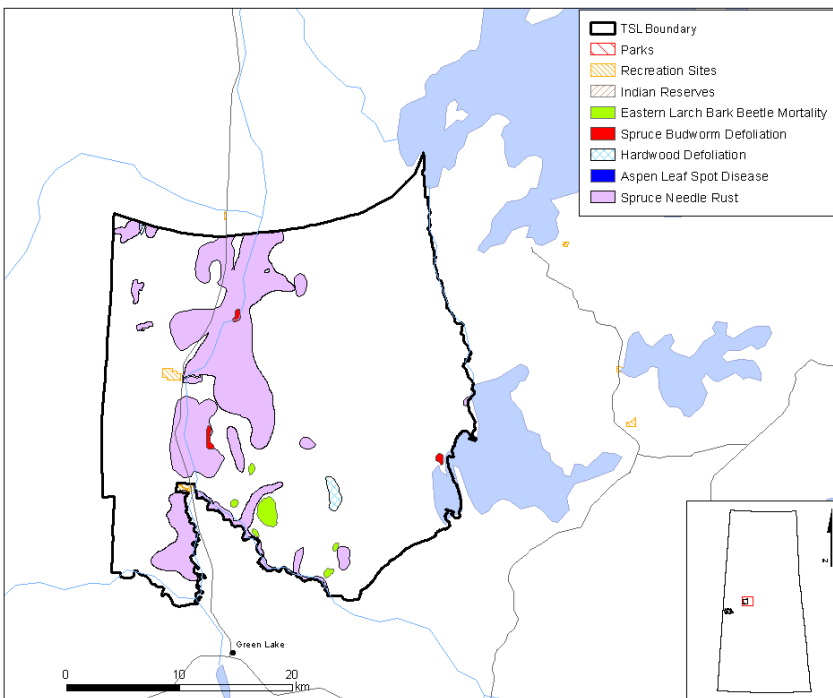 TSL Boundary
Parks
Recreation Sites
Indian Reserves
Eastern Larch Bark Beetle Mortality
Spruce Budworm Defoliation
Hardwood Defoliation
Aspen Leaf Spot Disease
Spruce Needle Rust
Green Lake
0 10 20
km
N